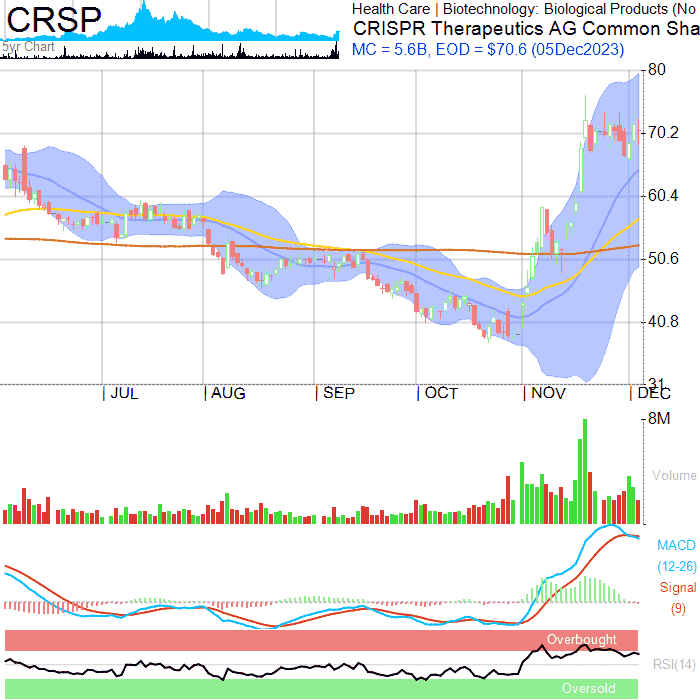 CRSP
5yr Chart
Health Care | Biotechnology: Biological Products (No
CRISPR Therapeutics AG Common Sha
MC = 5.6B, EOD = $70.6 (05Dec2023)
80
70.2
60.4
50.6
40.8
31
| JUL | AUG | SEP | OCT | NOV | DEC
8M
Volume
MACD
(12-26)
Signal
(9)
Overbought
RSI(14)
Oversold